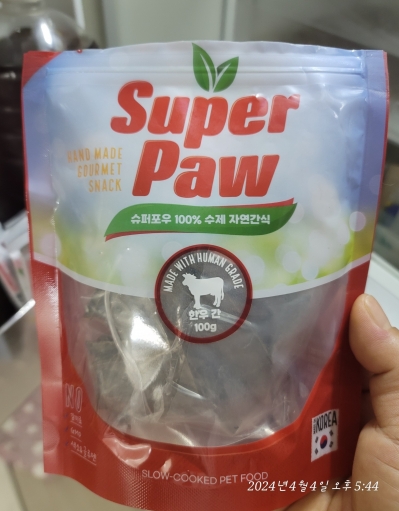 Super
Paw
HAND MADE
GOURMET
SNACK
슈퍼포우 100% 수제 자연간식
MADE WITH HUMAN GRADE
한우 간
100g
NO
KOREA
SLOW-COOKED PET FOOD
2024년 4월 4일 오후 5:44